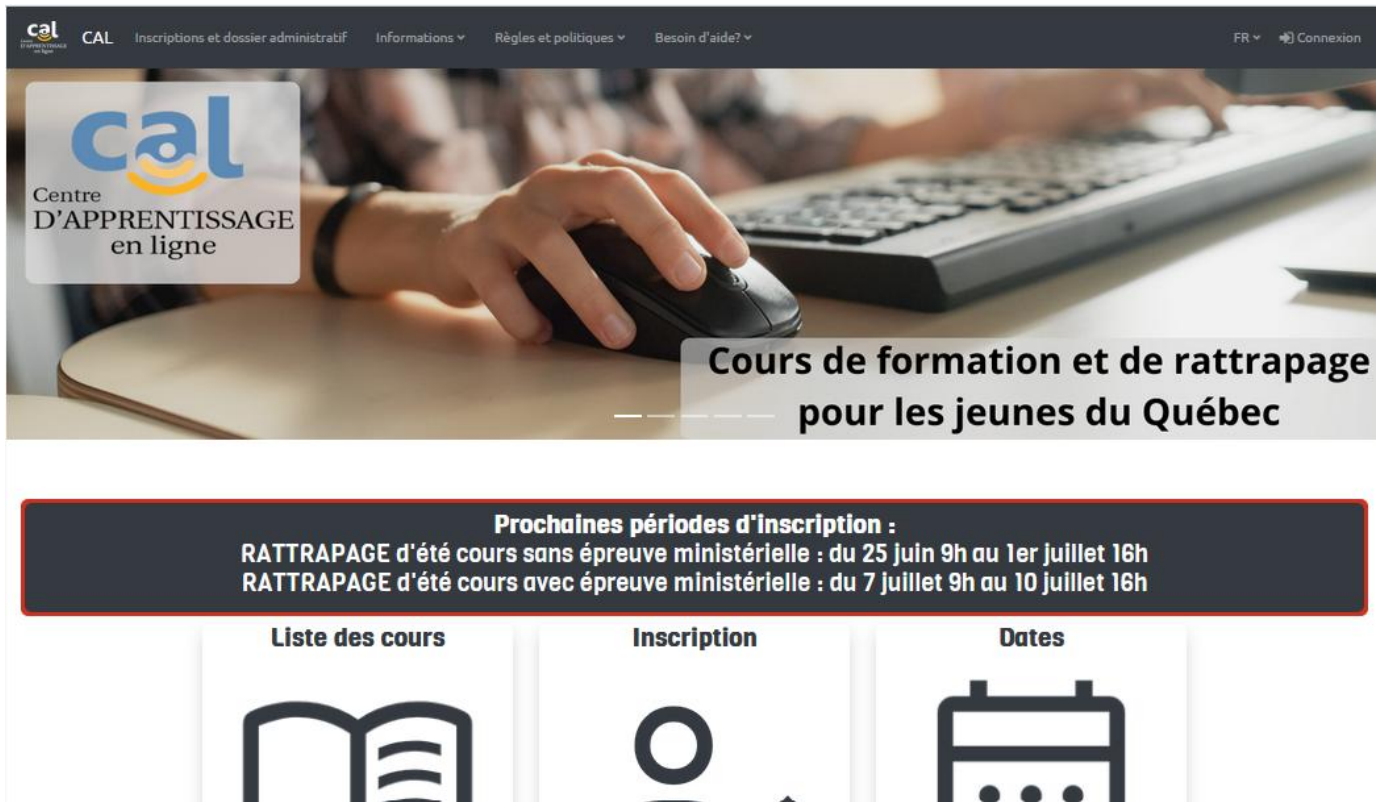 cal
CAL
Inscriptions et dossier administratif
Informations
Règles et politiques
Besoin d'aide?
FR
Connexion
cal
Centre
D'APPRENTISSAGE
en ligne
Cours de formation et de rattrapage
pour les jeunes du Québec
Prochaines périodes d'inscription :
RATTRAPAGE d'été cours sans épreuve ministérielle : du 25 juin 9h au 1er juillet 16h
RATTRAPAGE d'été cours avec épreuve ministérielle : du 7 juillet 9h au 10 juillet 16h
Liste des cours
Inscription
Dates